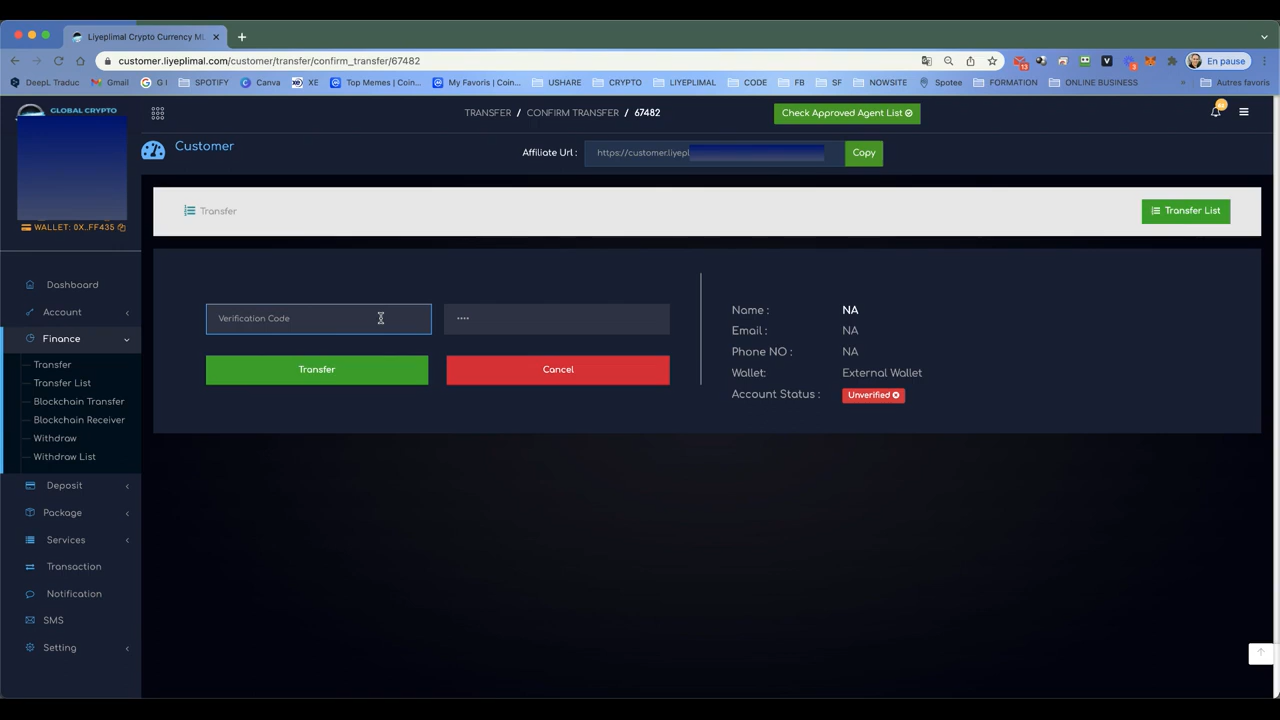 Liyeplimal Crypto Currency ML
customer.liyeplimal.com/customer/transfer/confirm_transfer/67482
En pause
DeepL Traduc
Gmail
G I
SPOTIFY
Canva
XE
Top Memes | Coin...
My Favoris | Coin...
USHARE
CRYPTO
LIYEPLIMAL
CODE
FB
SF
NOWSITE
Spotee
FORMATION
ONLINE BUSINESS
»
Autres favoris
GLOBAL CRYPTO
TRANSFER / CONFIRM TRANSFER / 67482
Check Approved Agent List
Customer
Affiliate Url :
https://customer.liyepl
Copy
WALLET: 0X..FF435
Transfer
Transfer List
Dashboard
Account
Finance
Transfer
Transfer List
Blockchain Transfer
Blockchain Receiver
Withdraw
Withdraw List
Deposit
Package
Services
Transaction
Notification
SMS
Setting
Verification Code
····
Transfer
Cancel
Name : NA
Email : NA
Phone NO : NA
Wallet: External Wallet
Account Status : Unverified